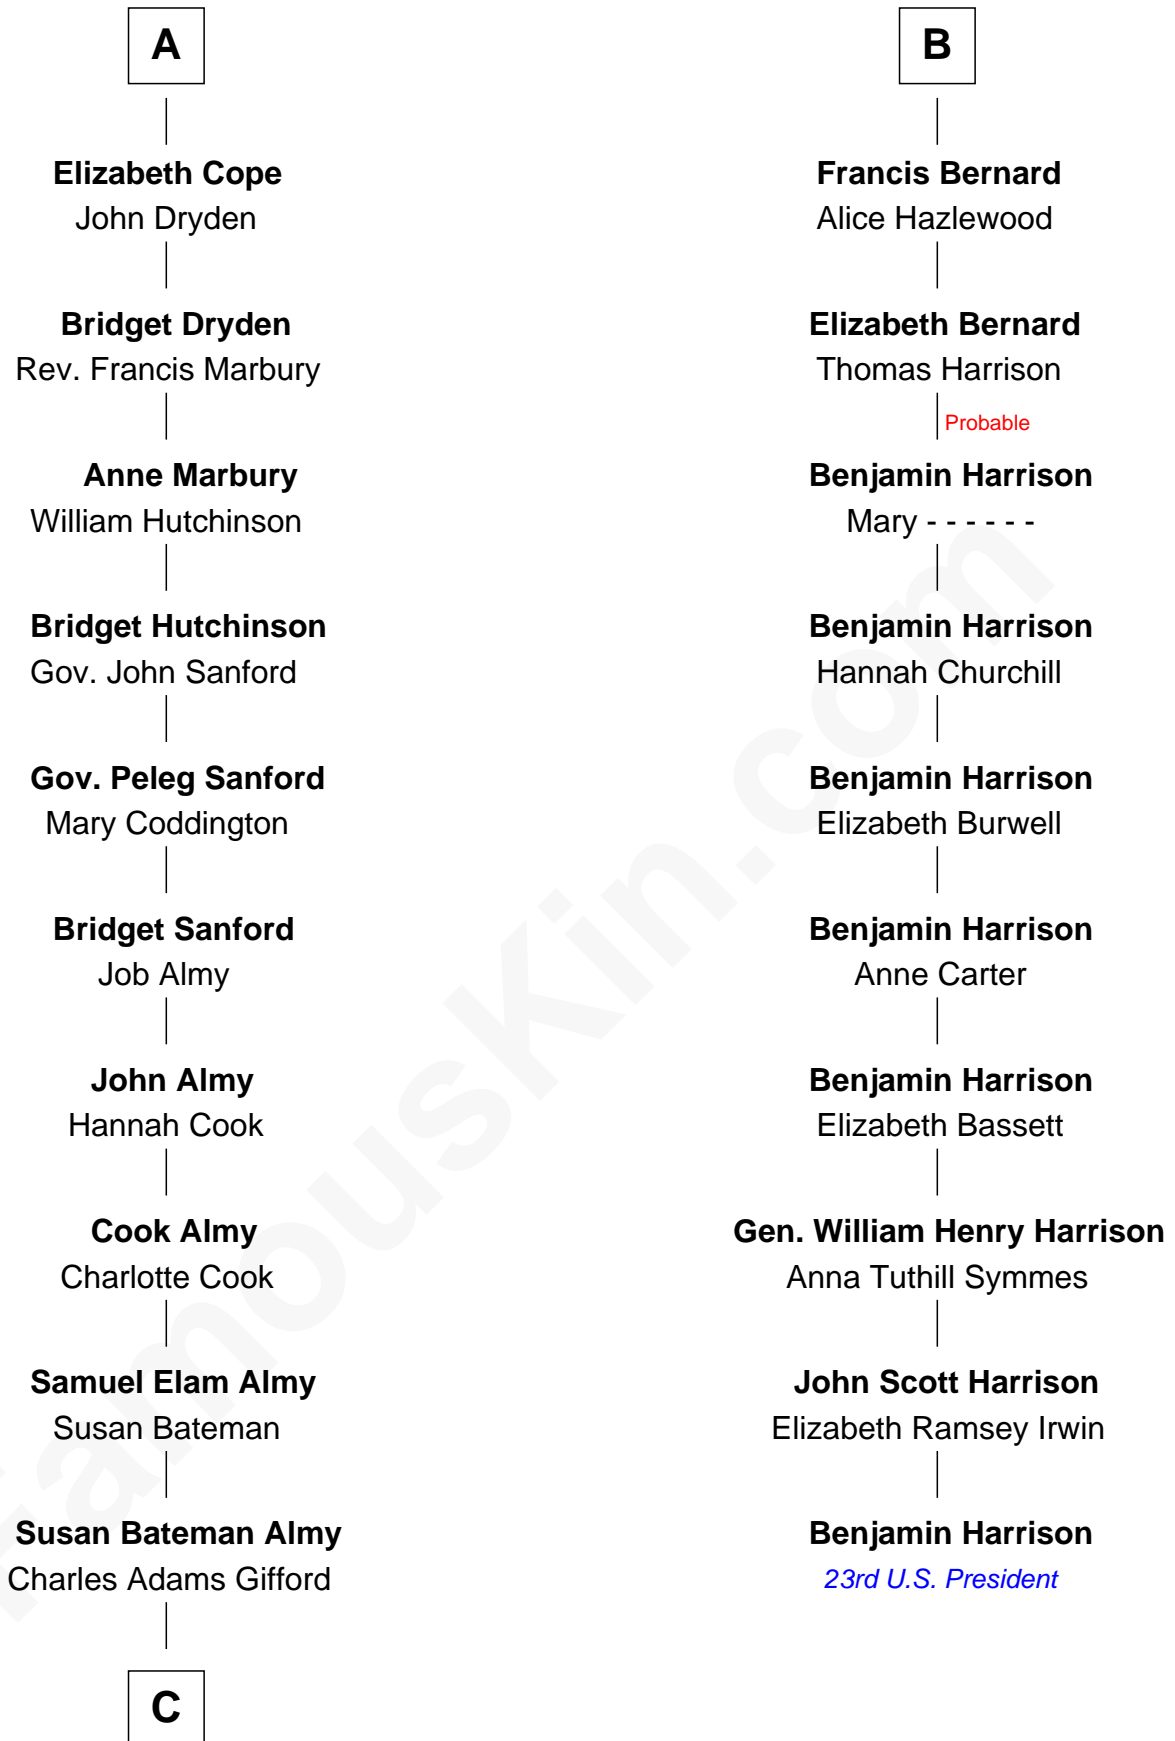 A
Elizabeth Cope
John Dryden
Bridget Dryden
Rev. Francis Marbury
Anne Marbury
William Hutchinson
Bridget Hutchinson
Gov. John Sanford
Gov. Peleg Sanford
Mary Coddington
Bridget Sanford
Job Almy
John Almy
Hannah Cook
Cook Almy
Charlotte Cook
Samuel Elam Almy
Susan Bateman
Susan Bateman Almy
Charles Adams Gifford
C
B
Francis Bernard
Alice Hazlewood
Elizabeth Bernard
Thomas Harrison
Probable
Benjamin Harrison
Mary - - - - - -
Benjamin Harrison
Hannah Churchill
Benjamin Harrison
Elizabeth Burwell
Benjamin Harrison
Anne Carter
Benjamin Harrison
Elizabeth Bassett
Gen. William Henry Harrison
Anna Tuthill Symmes
John Scott Harrison
Elizabeth Ramsey Irwin
Benjamin Harrison
23rd U.S. President
FamousKin.com